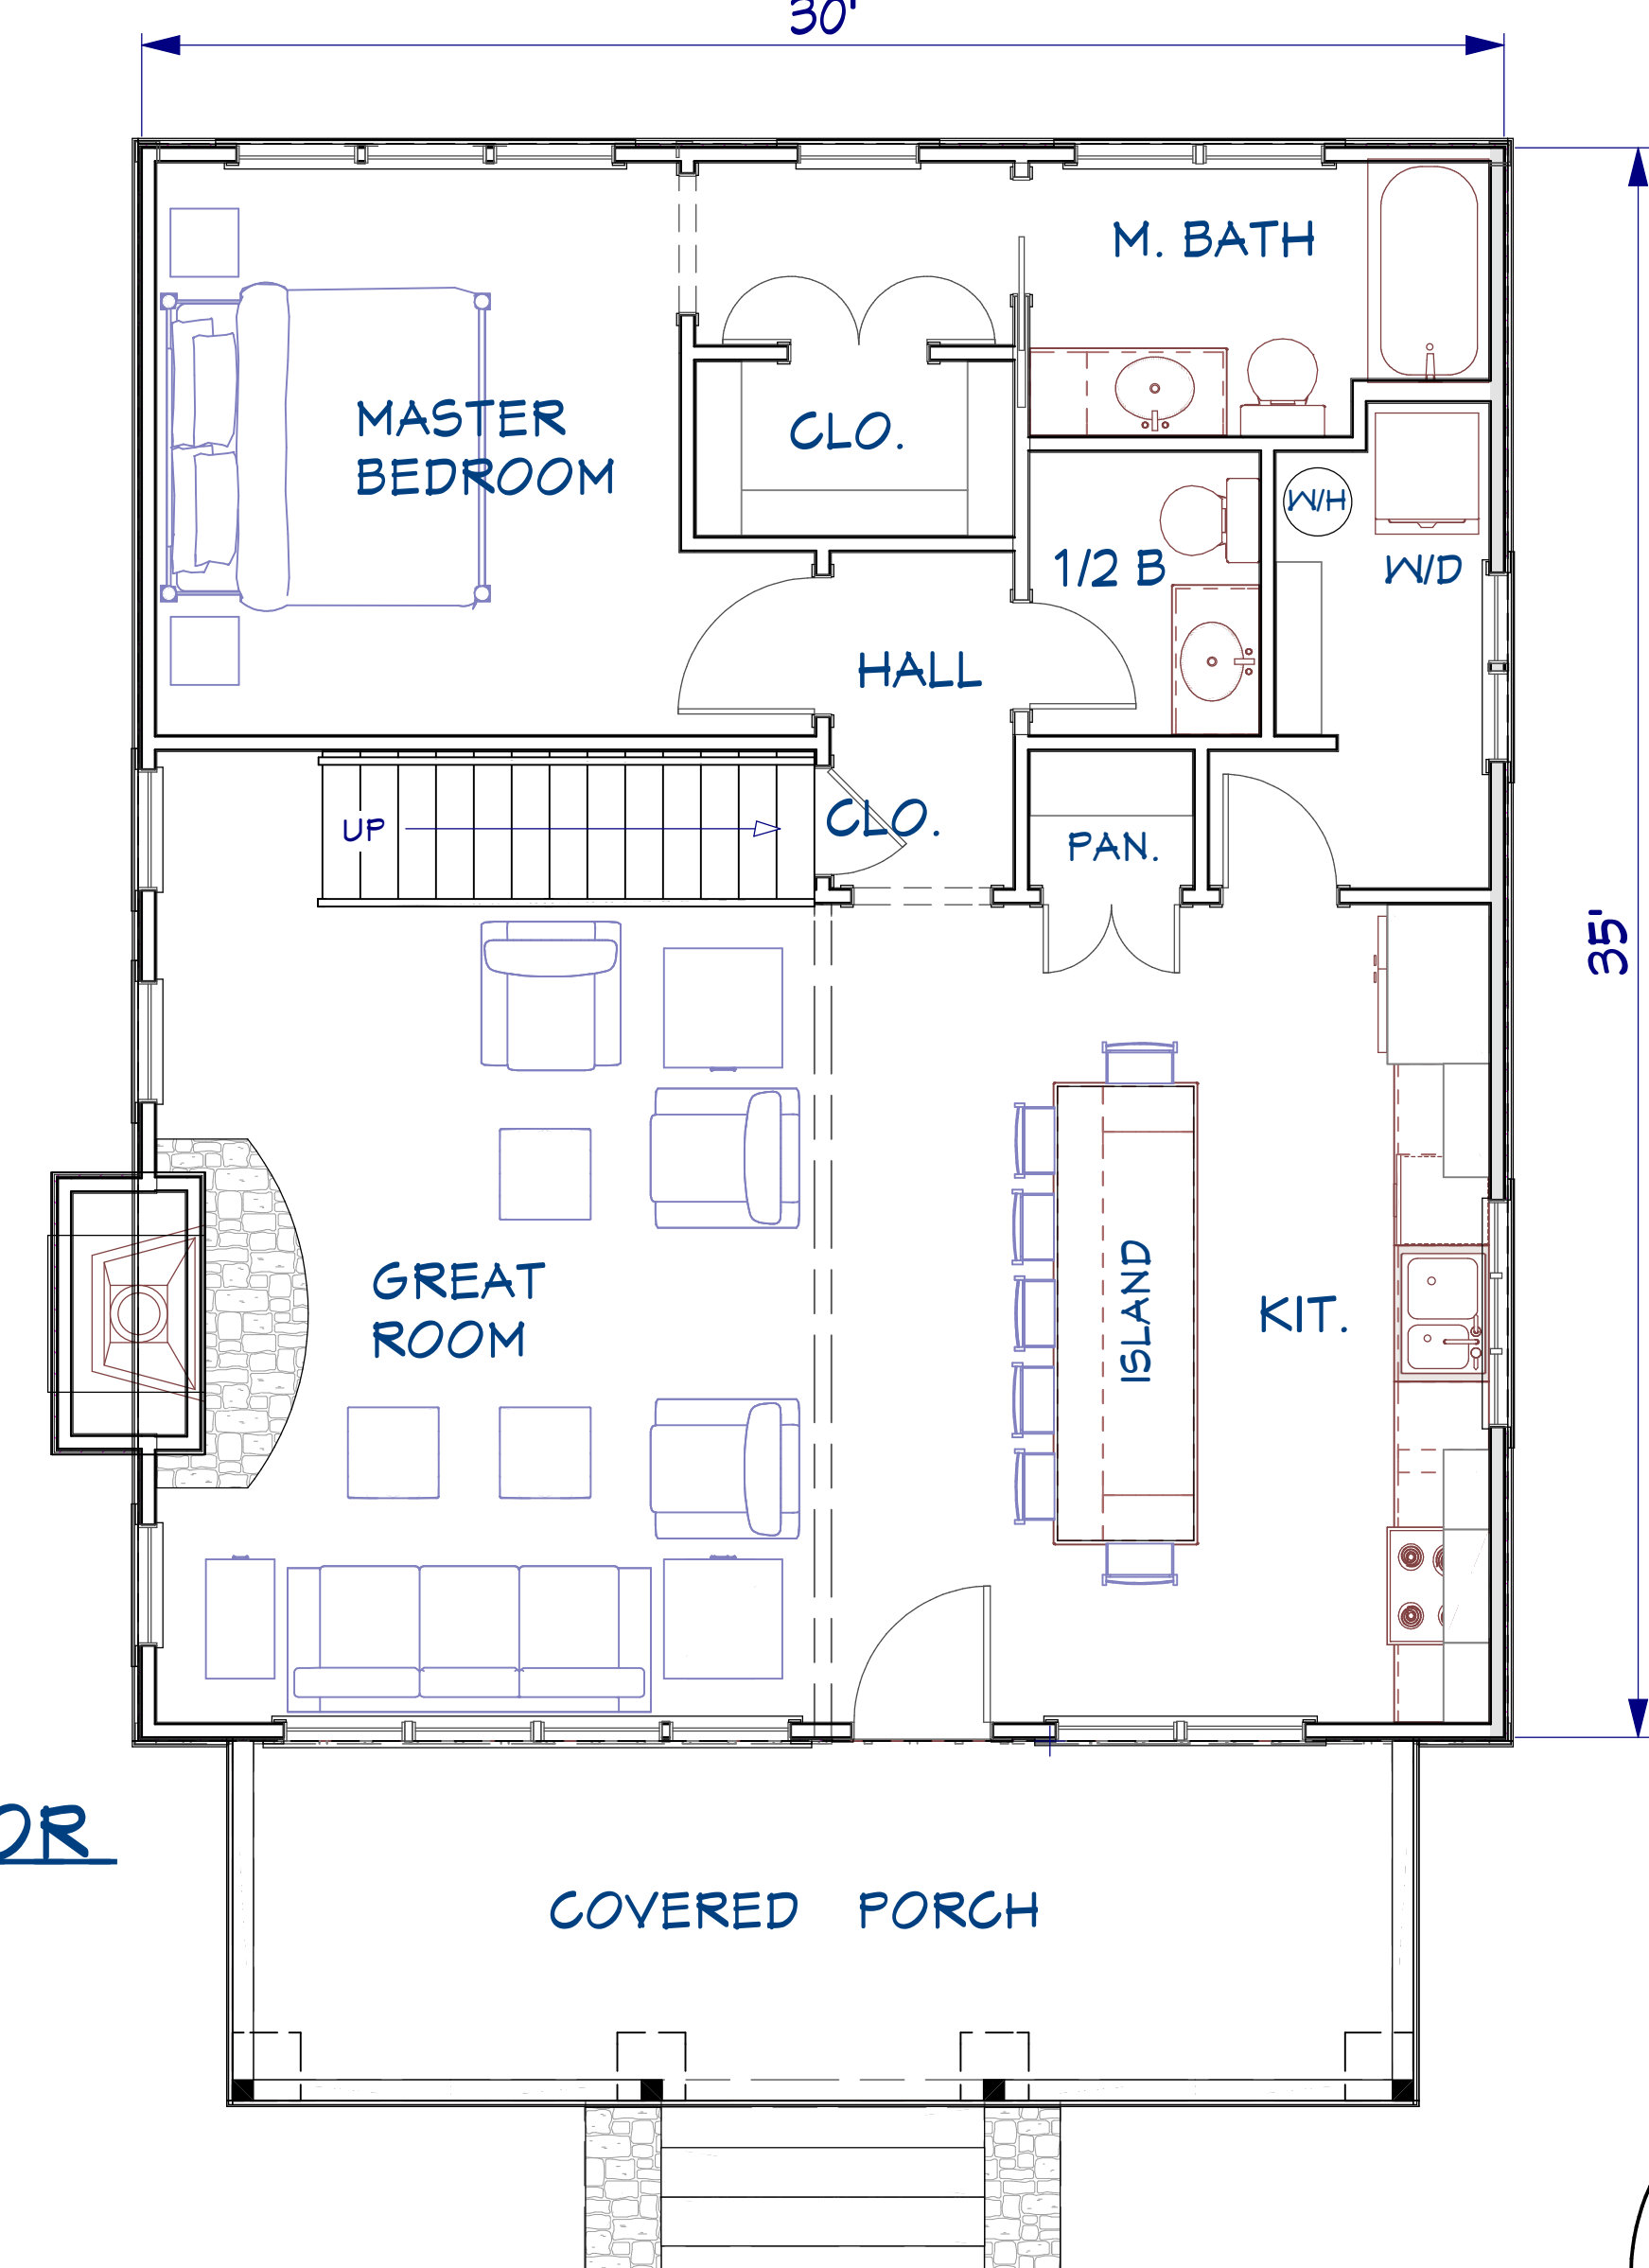 30'
M. BATH
MASTER
BEDROOM
CLO.
W/H
1/2 B
W/D
HALL
UP
CLO.
PAN.
35'
GREAT
ROOM
ISLAND
KIT.
COVERED PORCH